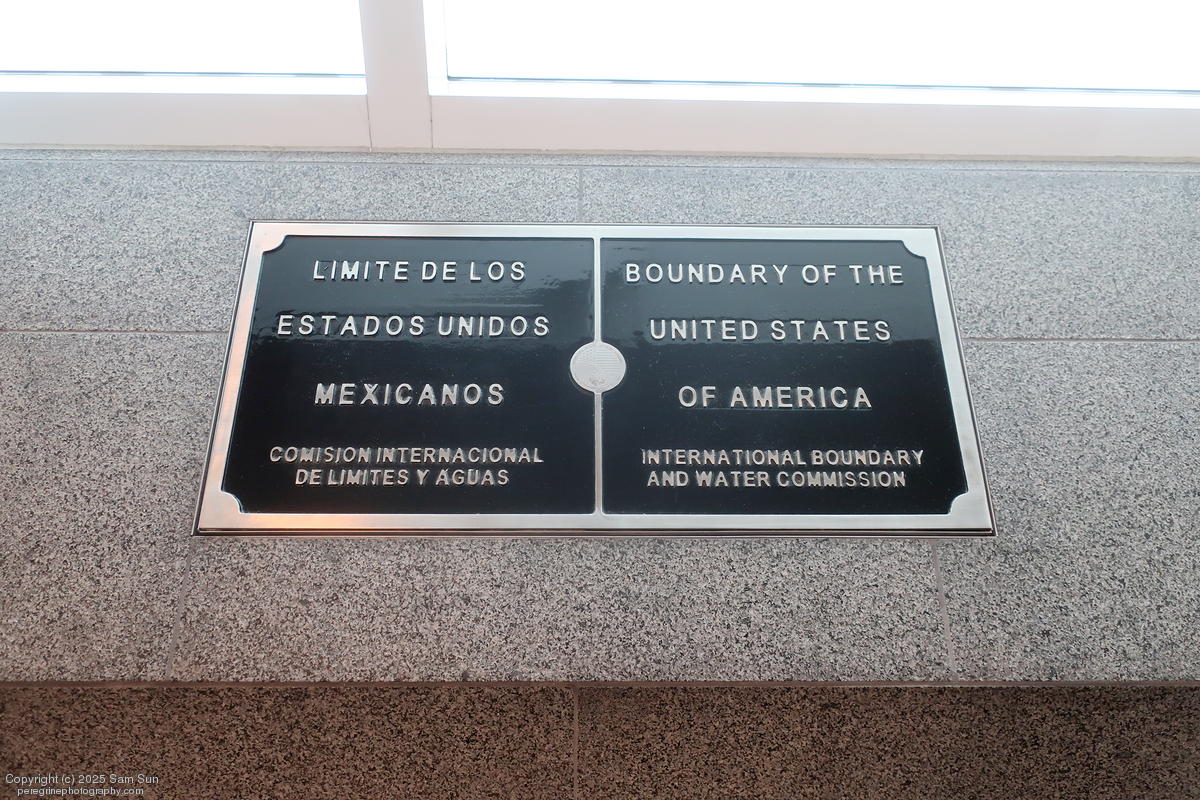 LIMITE DE LOS
ESTADOS UNIDOS
MEXICANOS
COMISION INTERNACIONAL
DE LIMITES Y AGUAS
BOUNDARY OF THE
UNITED STATES
OF AMERICA
INTERNATIONAL BOUNDARY
AND WATER COMMISSION
Copyright (c) 2025 Sam Sun
peregrinephotography.com